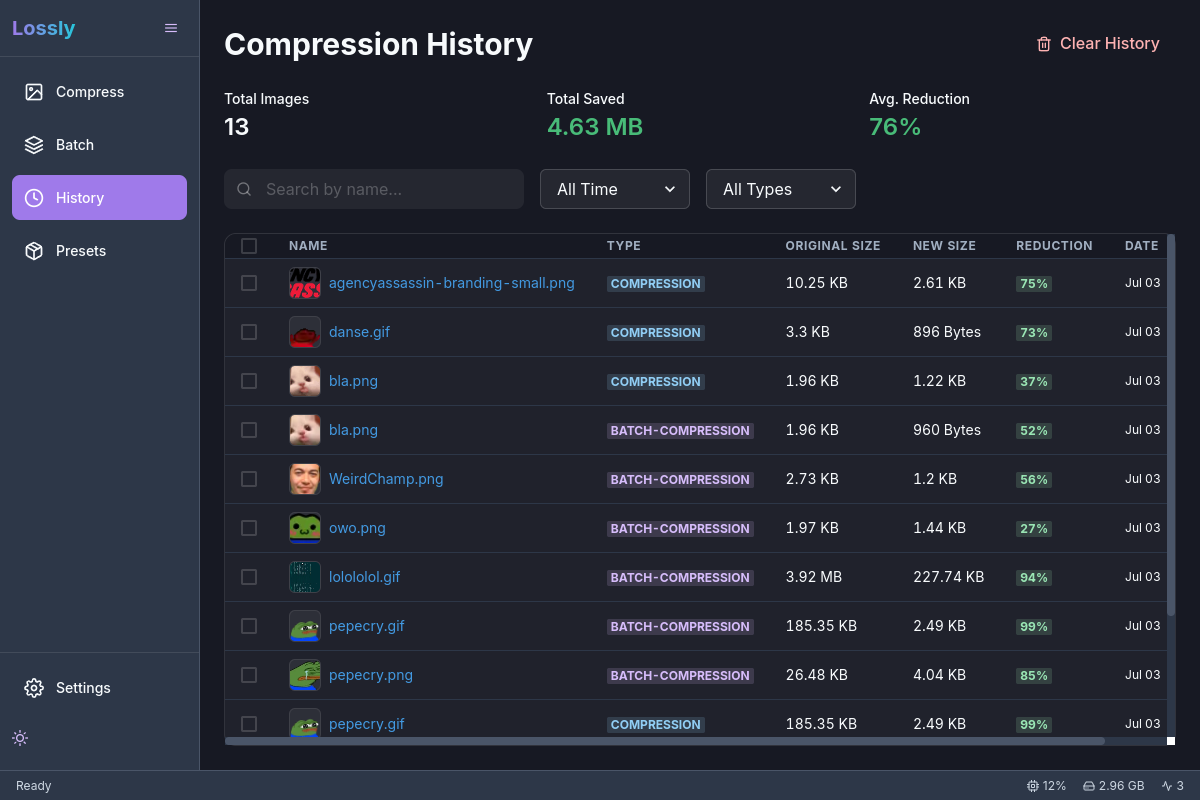 Lossly
Compress
Batch
History
Presets
Settings
Compression History
Clear History
Total Images
13
Total Saved
4.63 MB
Avg. Reduction
76%
Search by name...
All Time
All Types
NAME TYPE ORIGINAL SIZE NEW SIZE REDUCTION DATE
agencyassassin-branding-small.png COMPRESSION 10.25 KB 2.61 KB 75% Jul 03
danse.gif COMPRESSION 3.3 KB 896 Bytes 73% Jul 03
bla.png COMPRESSION 1.96 KB 1.22 KB 37% Jul 03
bla.png BATCH-COMPRESSION 1.96 KB 960 Bytes 52% Jul 03
WeirdChamp.png BATCH-COMPRESSION 2.73 KB 1.2 KB 56% Jul 03
owo.png BATCH-COMPRESSION 1.97 KB 1.44 KB 27% Jul 03
lolololol.gif BATCH-COMPRESSION 3.92 MB 227.74 KB 94% Jul 03
pepecry.gif BATCH-COMPRESSION 185.35 KB 2.49 KB 99% Jul 03
pepecry.png BATCH-COMPRESSION 26.48 KB 4.04 KB 85% Jul 03
pepecry.gif COMPRESSION 185.35 KB 2.49 KB 99% Jul 03
Ready
12% 2.96 GB 3